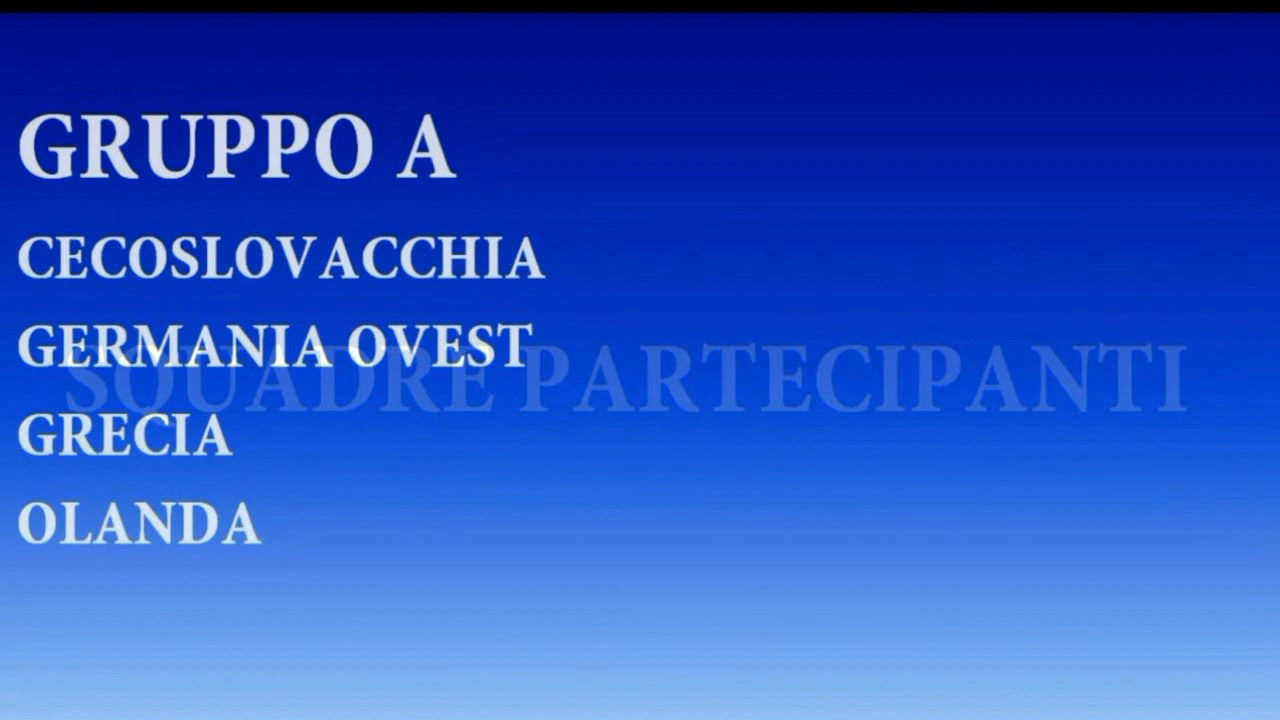 GRUPPO A
CECOSLOVACCHIA
GERMANIA OVEST
SQUADRE PARTECIPANTI
GRECIA
OLANDA